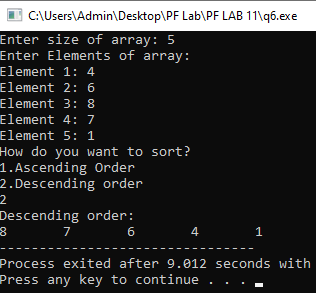 C:\Users\Admin\Desktop\PF Lab\PF LAB 11\q6.exe
Enter size of array: 5
Enter Elements of array:
Element 1: 4
Element 2: 6
Element 3: 8
Element 4: 7
Element 5: 1
How do you want to sort?
1.Ascending Order
2.Descending order
2
Descending order:
8 7 6 4 1
--------------------------------
Process exited after 9.012 seconds with
Press any key to continue . . .